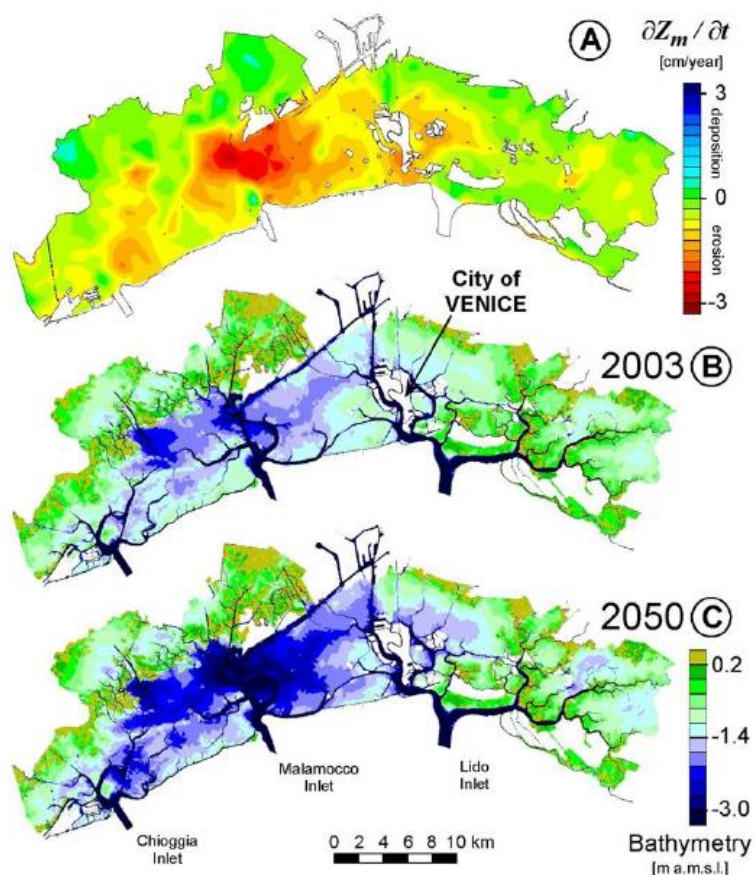 A
∂Zm / ∂t
[cm/year]
3
deposition
0
erosion
-3
City of
VENICE
2003 B
2050 C
0.2
-1.4
-3.0
Bathymetry
[m a.m.s.l.]
Malamocco
Inlet
Lido
Inlet
Chioggia
Inlet
0 2 4 6 8 10 km